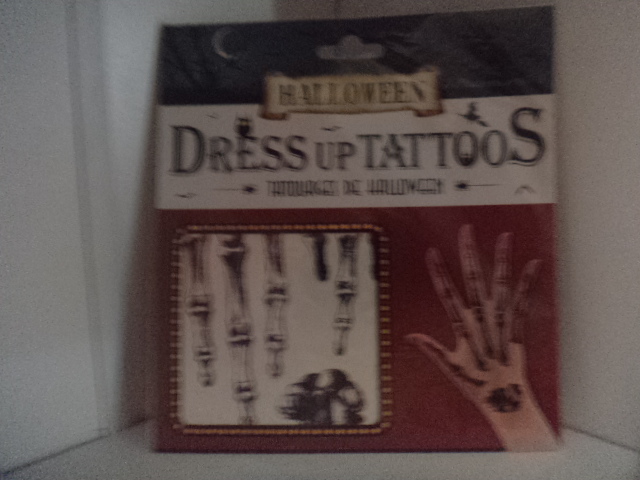 HALLOWEEN
DRESS UP TATTOOS
TATOUAGES DE HALLOWEEN